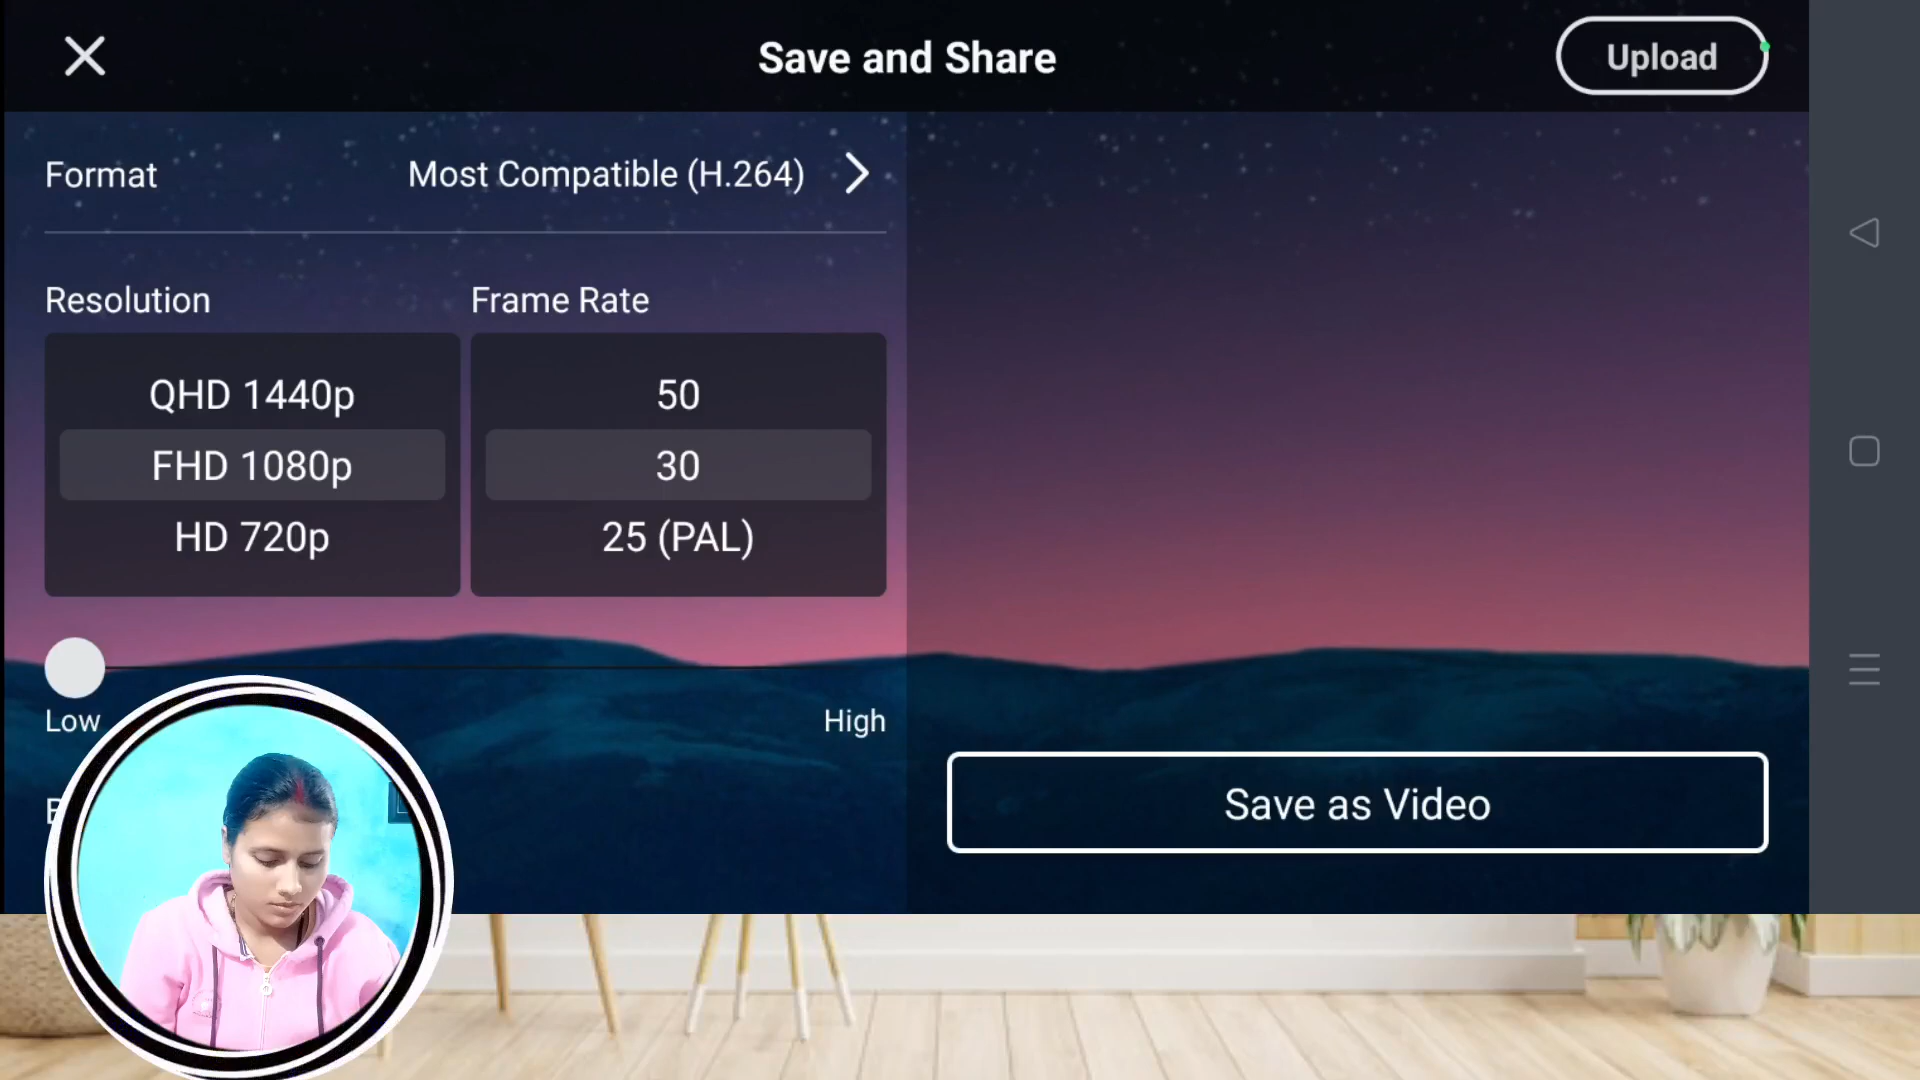 Save and Share
Upload
Format
Most Compatible (H.264)
Resolution
Frame Rate
QHD 1440p
FHD 1080p
HD 720p
50
30
25 (PAL)
Low
High
Save as Video